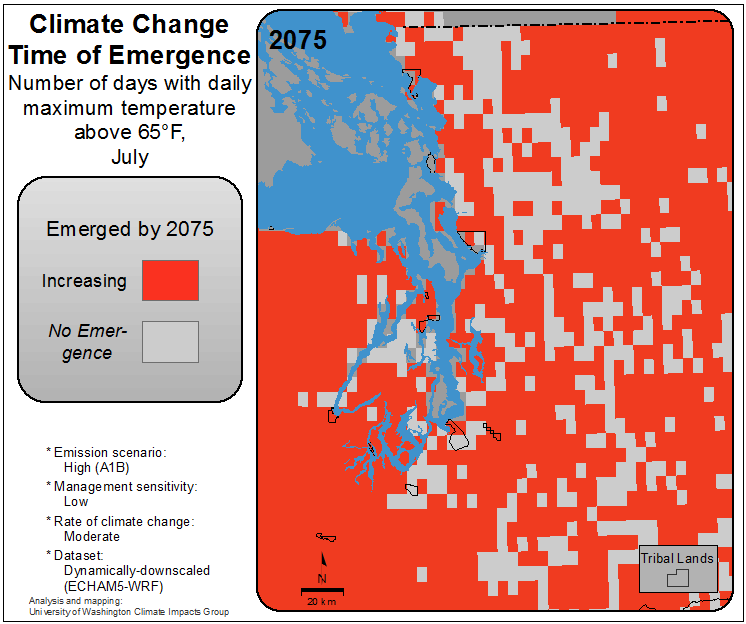 Climate Change
Time of Emergence
Number of days with daily
maximum temperature
above 65°F,
July
Emerged by 2075
Increasing
No Emer-
gence
* Emission scenario:
High (A1B)
* Management sensitivity:
Low
* Rate of climate change:
Moderate
* Dataset:
Dynamically-downscaled
(ECHAM5-WRF)
Analysis and mapping:
University of Washington Climate Impacts Group
2075
N
20 km
Tribal Lands